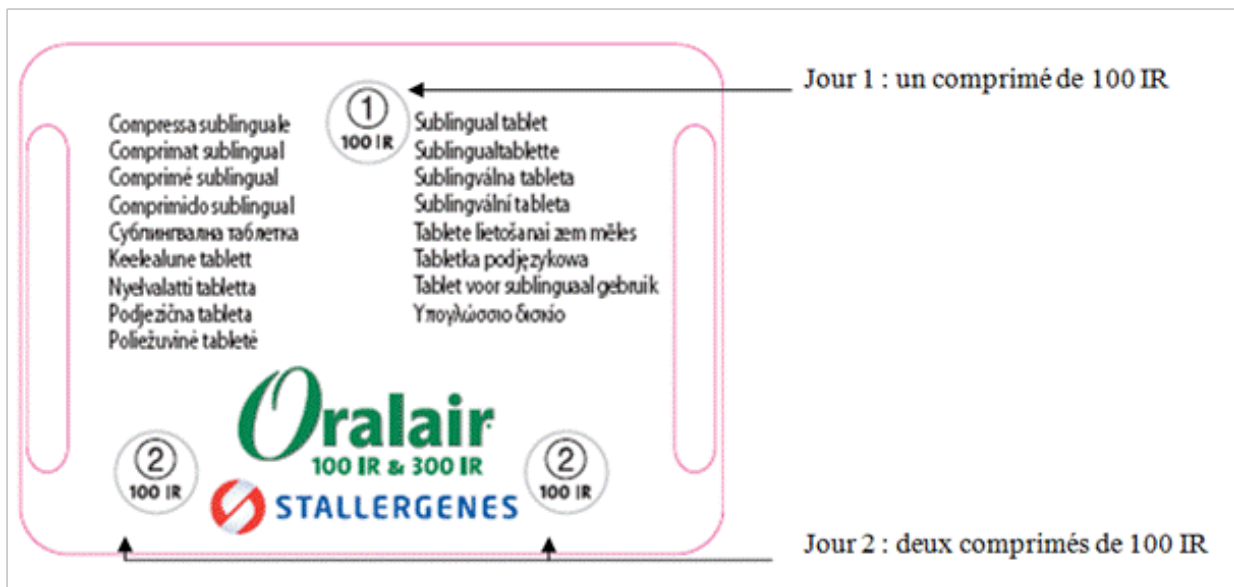 Jour 1 : un comprimé de 100 IR
1
100 IR
Compressa sublinguale
Comprimat sublingual
Comprimé sublingual
Comprimido sublingual
Сублингвална таблетка
Keelealune tablett
Nyelvalatti tabletta
Podjezična tableta
Poliežuvinė tabletė
Sublingual tablet
Sublingualtablette
Sublingválna tableta
Sublingvální tableta
Tablete lietošanai zem mēles
Tabletka podjęzykowa
Tablet voor sublinguaal gebruik
Υπογλώσσιο δισκίο
Oralair
100 IR & 300 IR
2
100 IR
2
100 IR
STALLERGENES
Jour 2 : deux comprimés de 100 IR